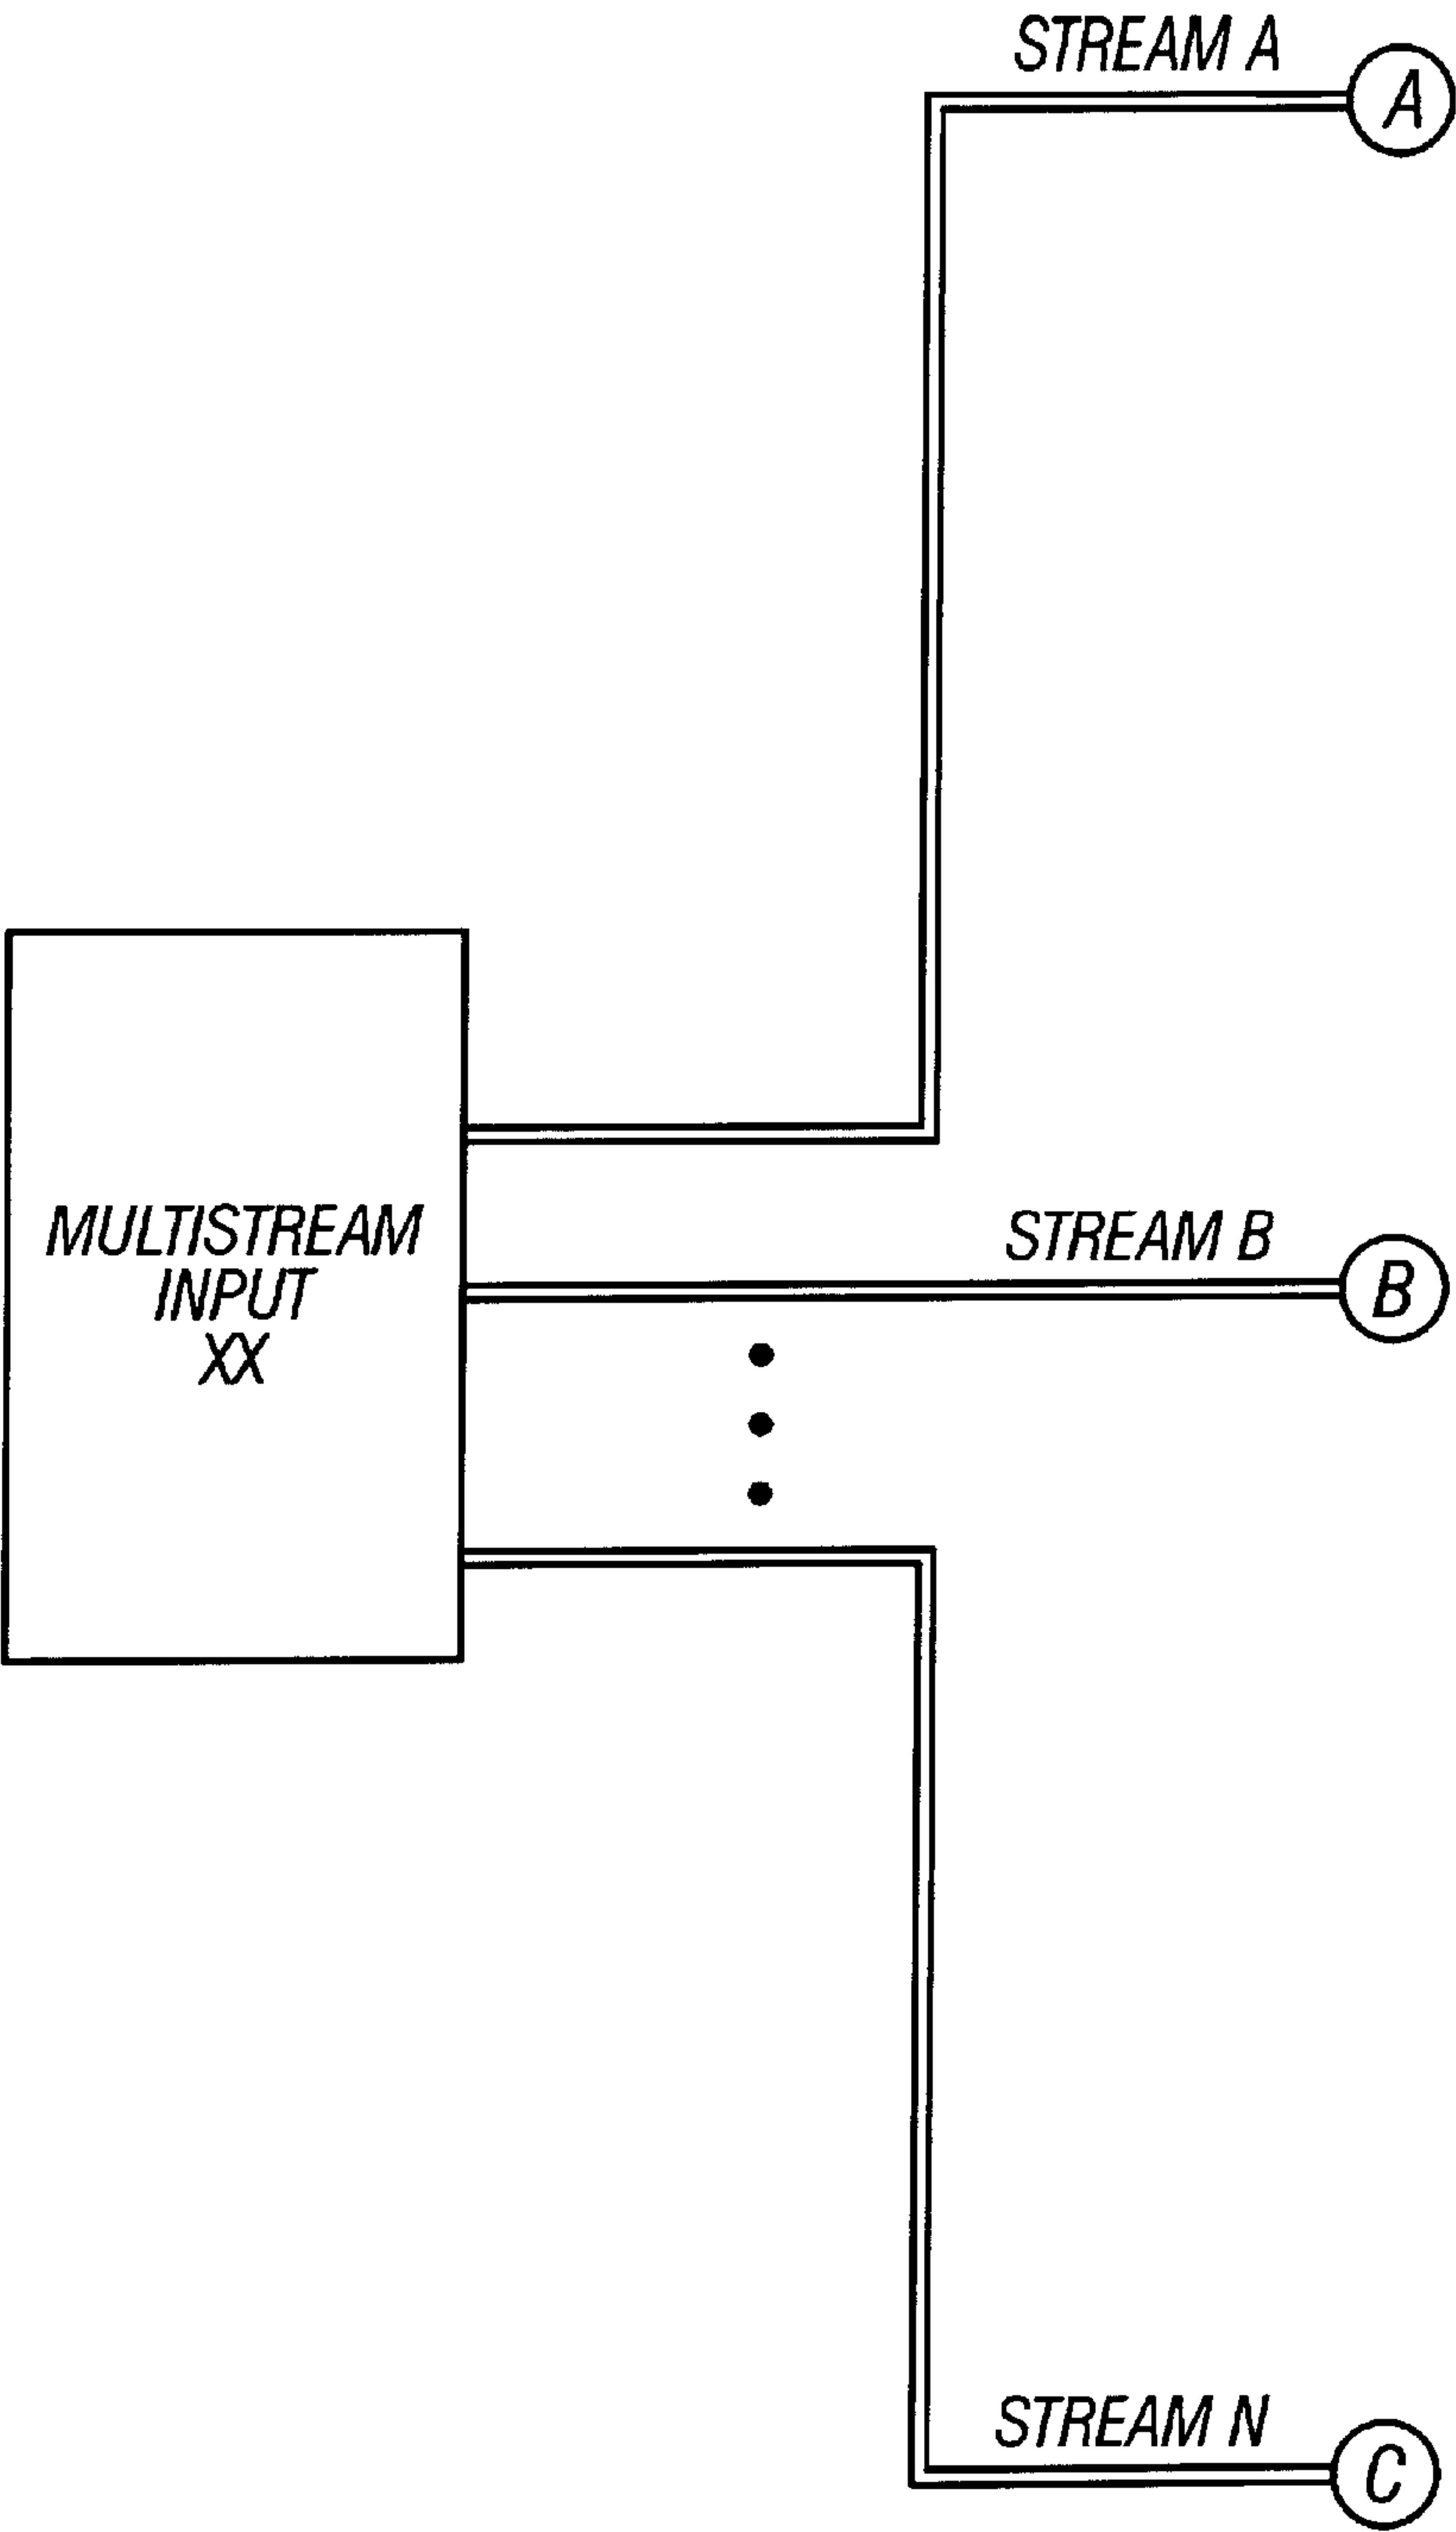 STREAM A
A
MULTISTREAM
INPUT
XX
STREAM B
B
STREAM N
C